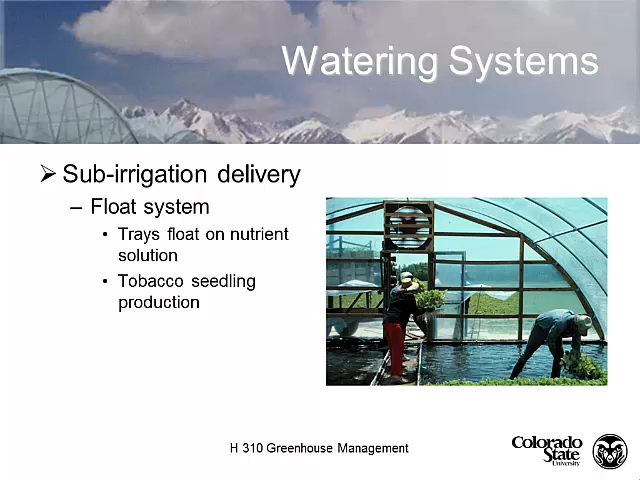 Watering Systems
Sub-irrigation delivery
– Float system
• Trays float on nutrient
solution
• Tobacco seedling
production
H 310 Greenhouse Management
Colorado
State
University